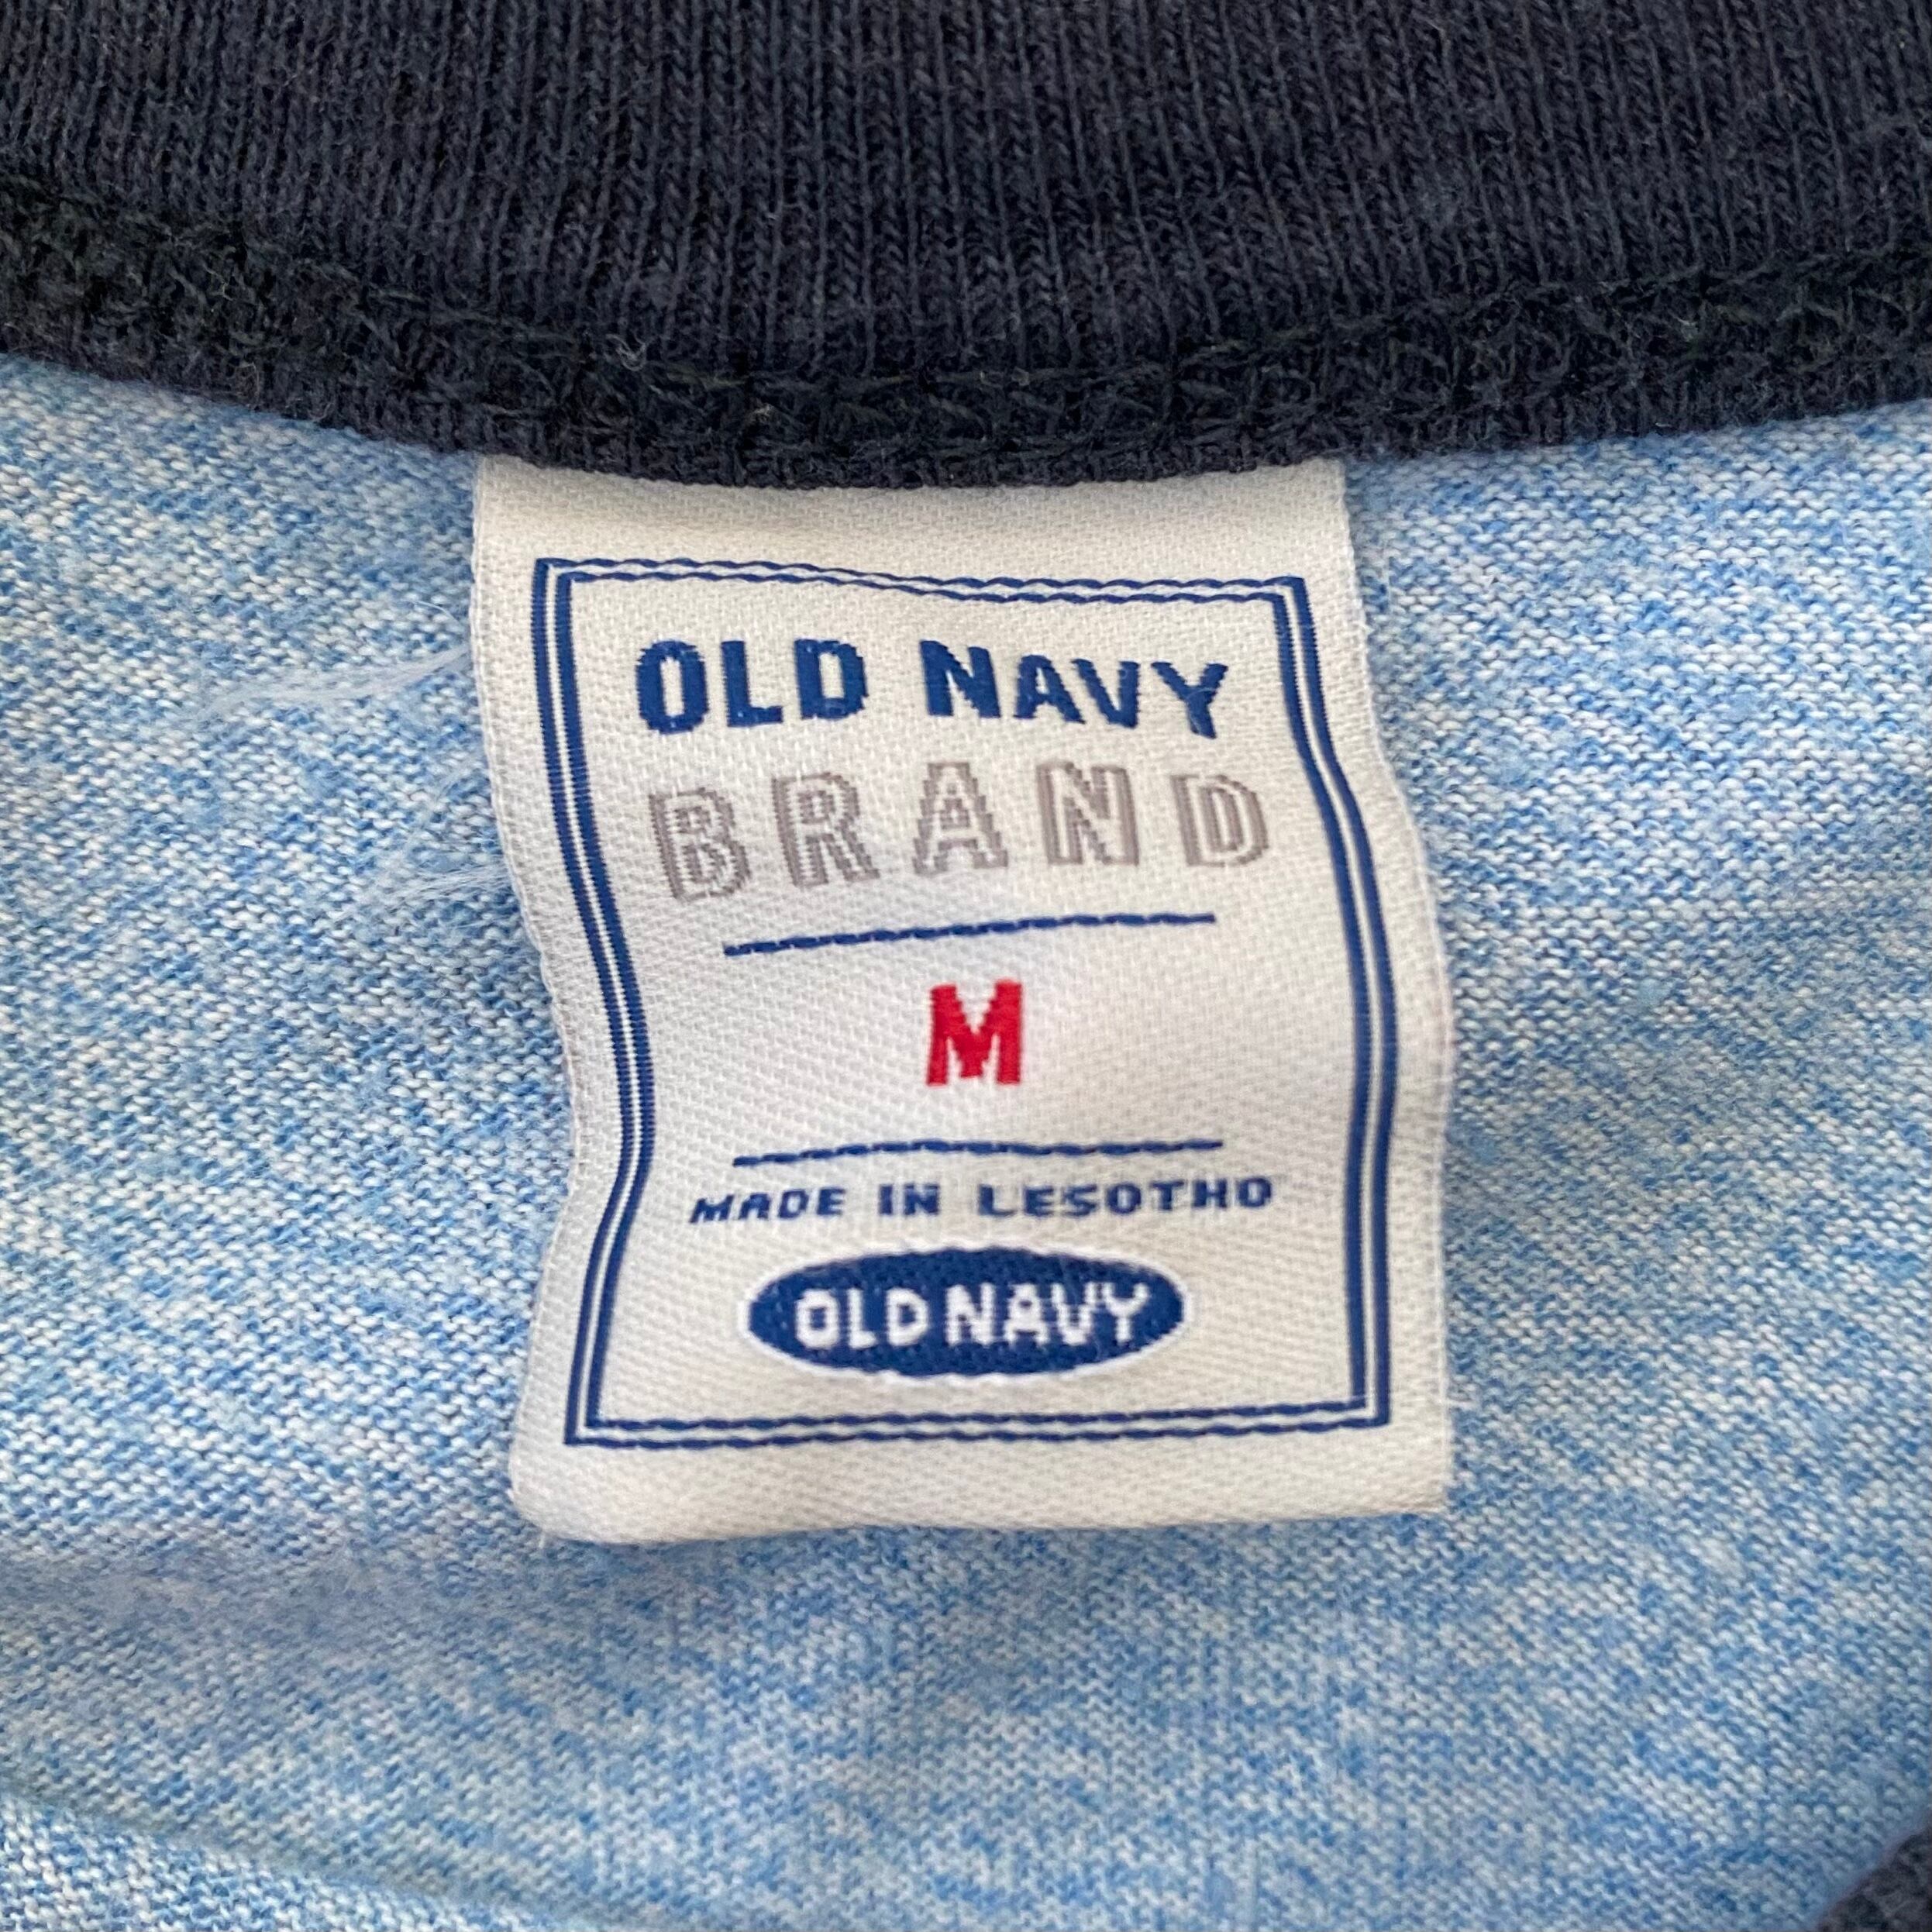 OLD NAVY
BRAND
M
MADE IN LESOTHO
OLD NAVY